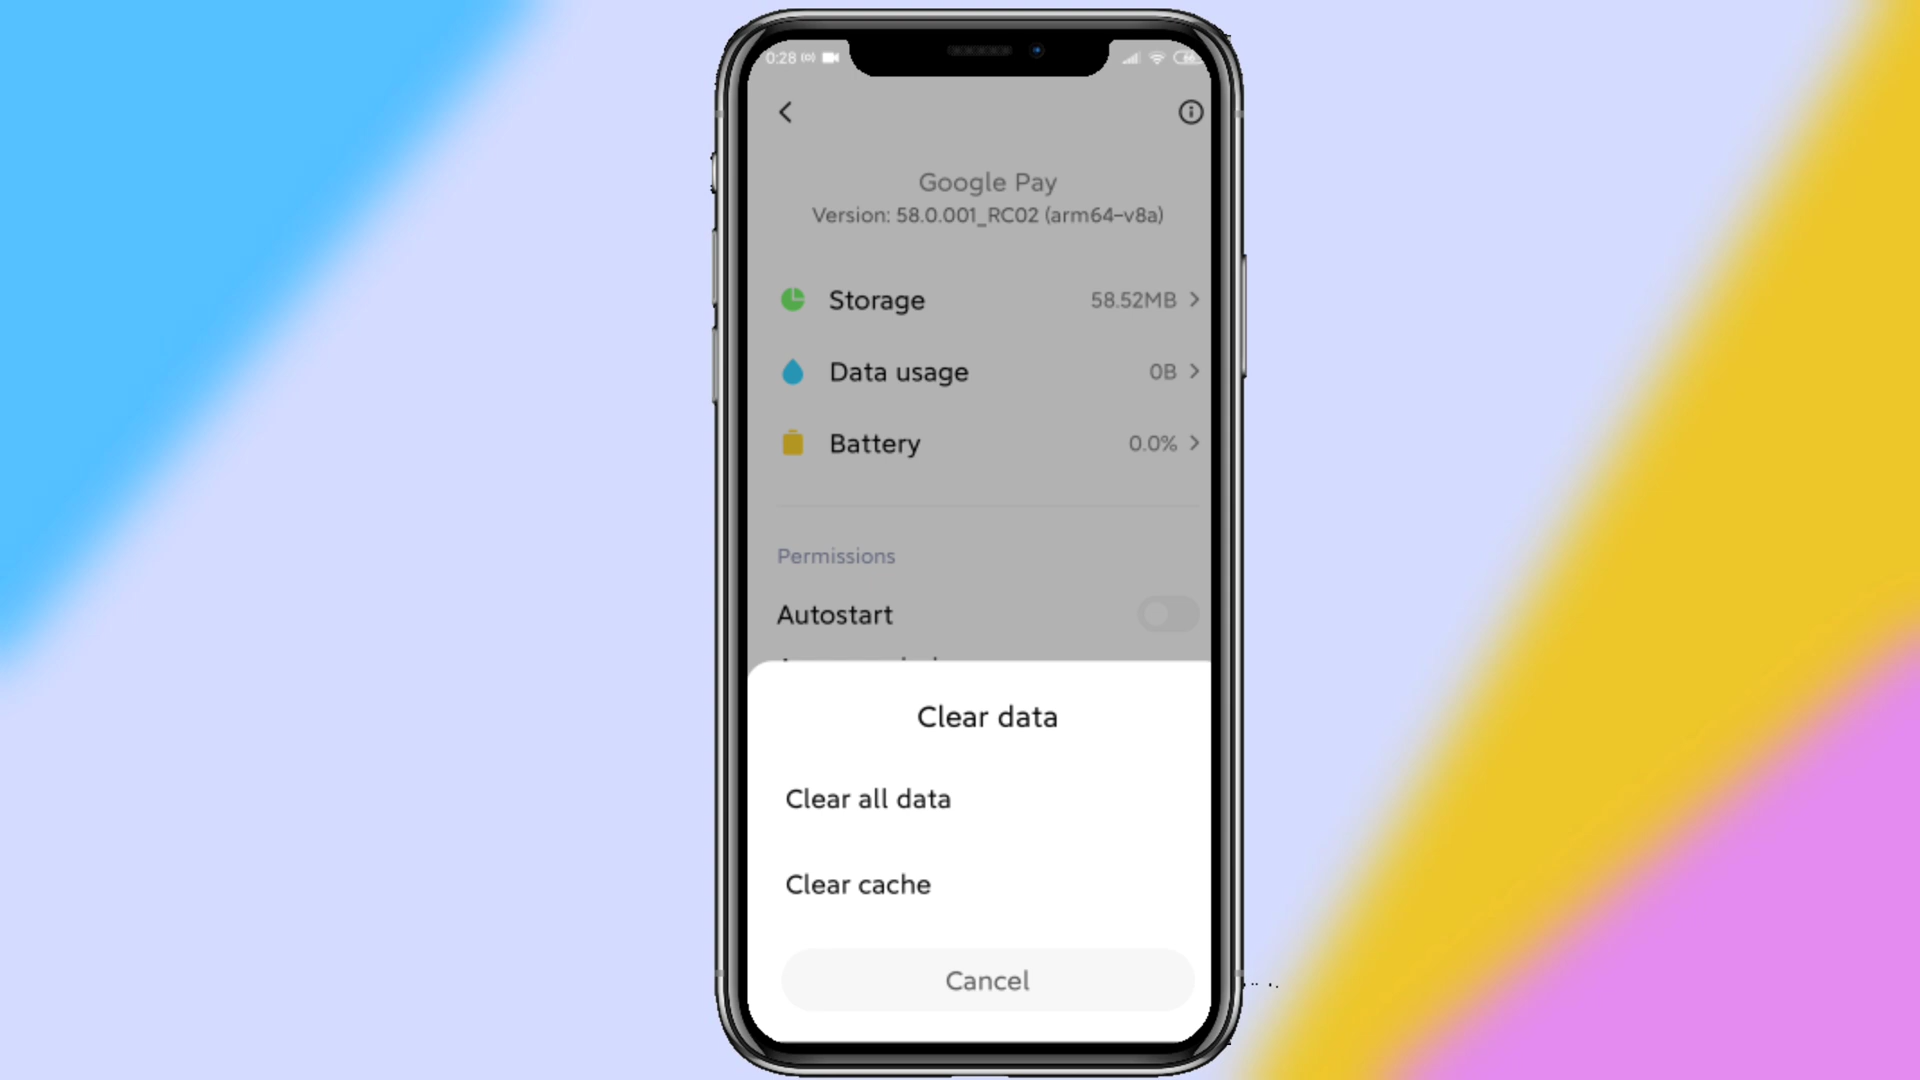 0:28
Google Pay
Version: 58.0.001_RC02 (arm64-v8a)
Storage 58.52MB
Data usage 0B
Battery 0.0%
Permissions
Autostart
Clear data
Clear all data
Clear cache
Cancel